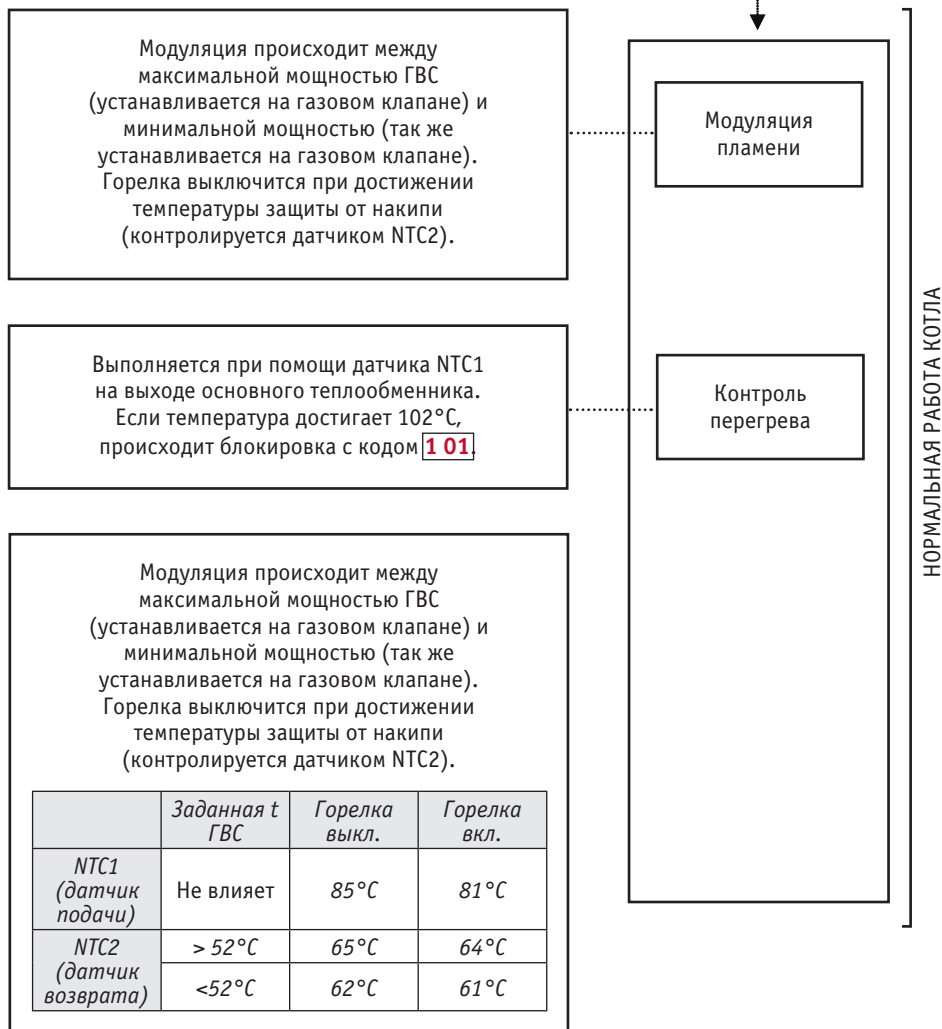 Модуляция происходит между
максимальной мощностью ГВС
(устанавливается на газовом клапане) и
минимальной мощностью (так же
устанавливается на газовом клапане).
Горелка выключится при достижении
температуры защиты от накипи
(контролируется датчиком NTC2).
Модуляция
пламени
Выполняется при помощи датчика NTC1
на выходе основного теплообменника.
Если температура достигает 102°C,
происходит блокировка с кодом 1 01.
Контроль
перегрева
НОРМАЛЬНАЯ РАБОТА КОТЛА
Модуляция происходит между
максимальной мощностью ГВС
(устанавливается на газовом клапане) и
минимальной мощностью (так же
устанавливается на газовом клапане).
Горелка выключится при достижении
температуры защиты от накипи
(контролируется датчиком NTC2).
Заданная t
ГВС
Горелка
выкл.
Горелка
вкл.
NTC1
(датчик
подачи)
Не влияет
85°C
81°C
NTC2
(датчик
возврата)
> 52°C
65°C
64°C
<52°C
62°C
61°C